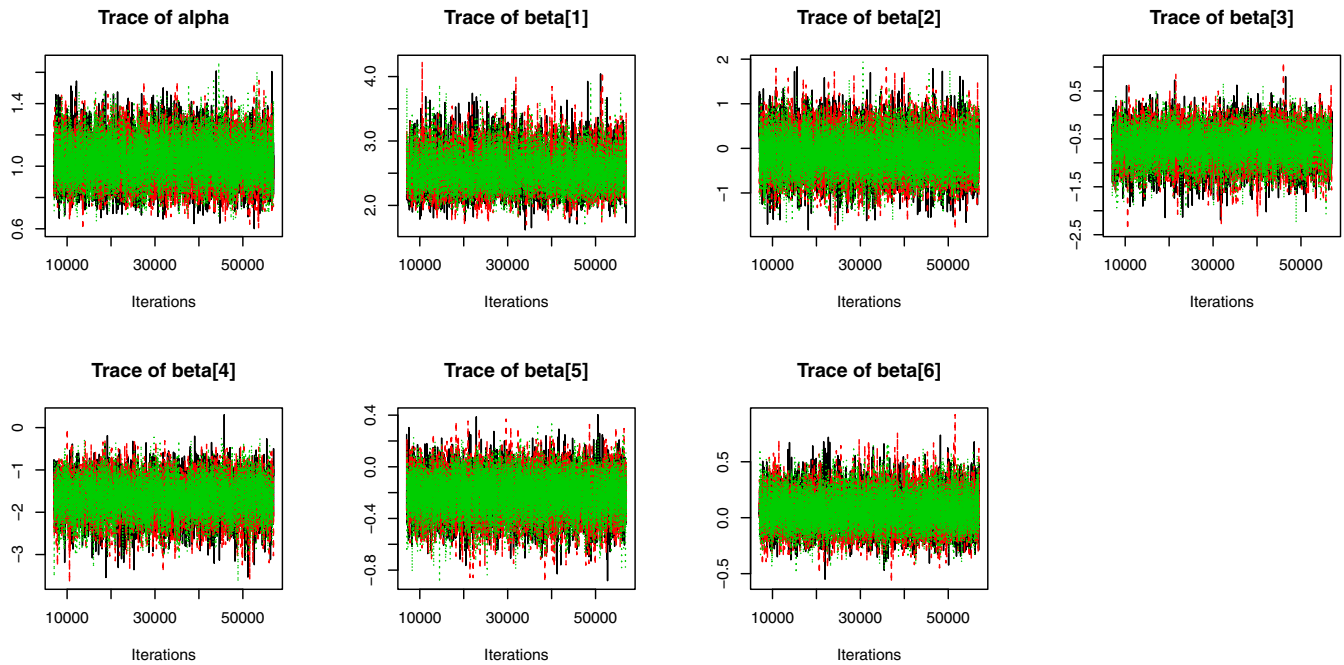 Trace of alpha
0.6 1.0 1.4
10000 30000 50000
Iterations
Trace of beta[1]
2.0 3.0 4.0
10000 30000 50000
Iterations
Trace of beta[2]
−1 0 1 2
10000 30000 50000
Iterations
Trace of beta[3]
−2.5 −1.5 −0.5 0.5
10000 30000 50000
Iterations
Trace of beta[4]
−3 −2 −1 0
10000 30000 50000
Iterations
Trace of beta[5]
−0.8 −0.4 0.0 0.4
10000 30000 50000
Iterations
Trace of beta[6]
−0.5 0.0 0.5
10000 30000 50000
Iterations